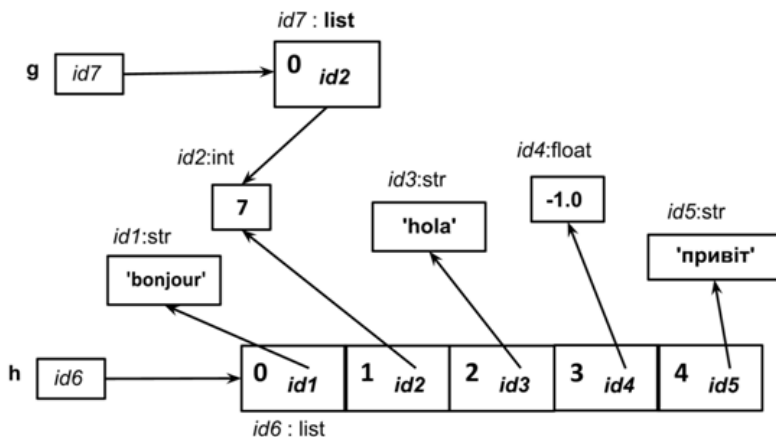 id7 : list
g id7 0 id2
id2:int
7
id4:float
-1.0
id3:str
'hola'
id5:str
'привіт'
id1:str
'bonjour'
h id6 0 id1 1 id2 2 id3 3 id4 4 id5
id6 : list